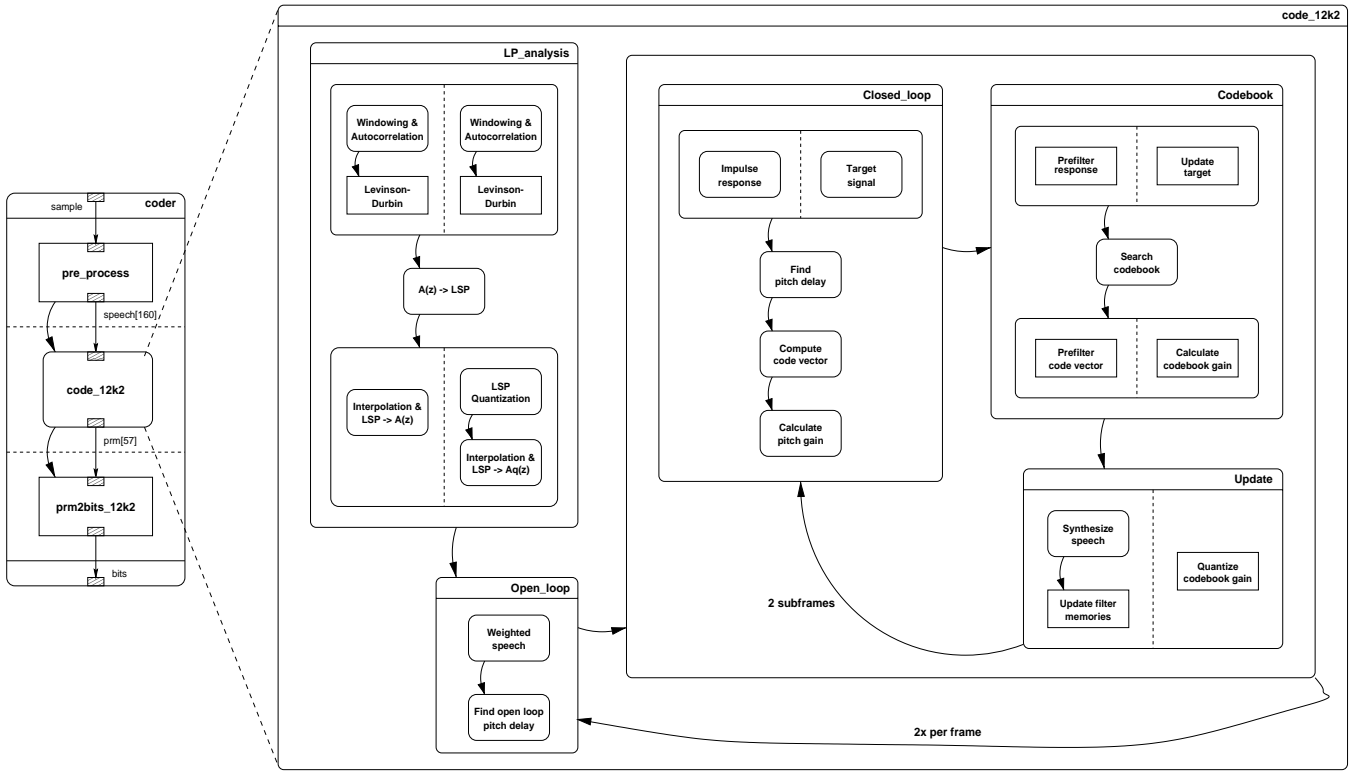 coder
sample
pre_process
speech[160]
code_12k2
prm[57]
prm2bits_12k2
bits
code_12k2
LP_analysis
Windowing &
Autocorrelation
Levinson-
Durbin
Windowing &
Autocorrelation
Levinson-
Durbin
A(z) -> LSP
Interpolation &
LSP -> A(z)
LSP
Quantization
Interpolation &
LSP -> Aq(z)
Open_loop
Weighted
speech
Find open loop
pitch delay
Closed_loop
Impulse
response
Target
signal
Find
pitch delay
Compute
code vector
Calculate
pitch gain
Codebook
Prefilter
response
Update
target
Search
codebook
Prefilter
code vector
Calculate
codebook gain
Update
Synthesize
speech
Update filter
memories
Quantize
codebook gain
2 subframes
2x per frame